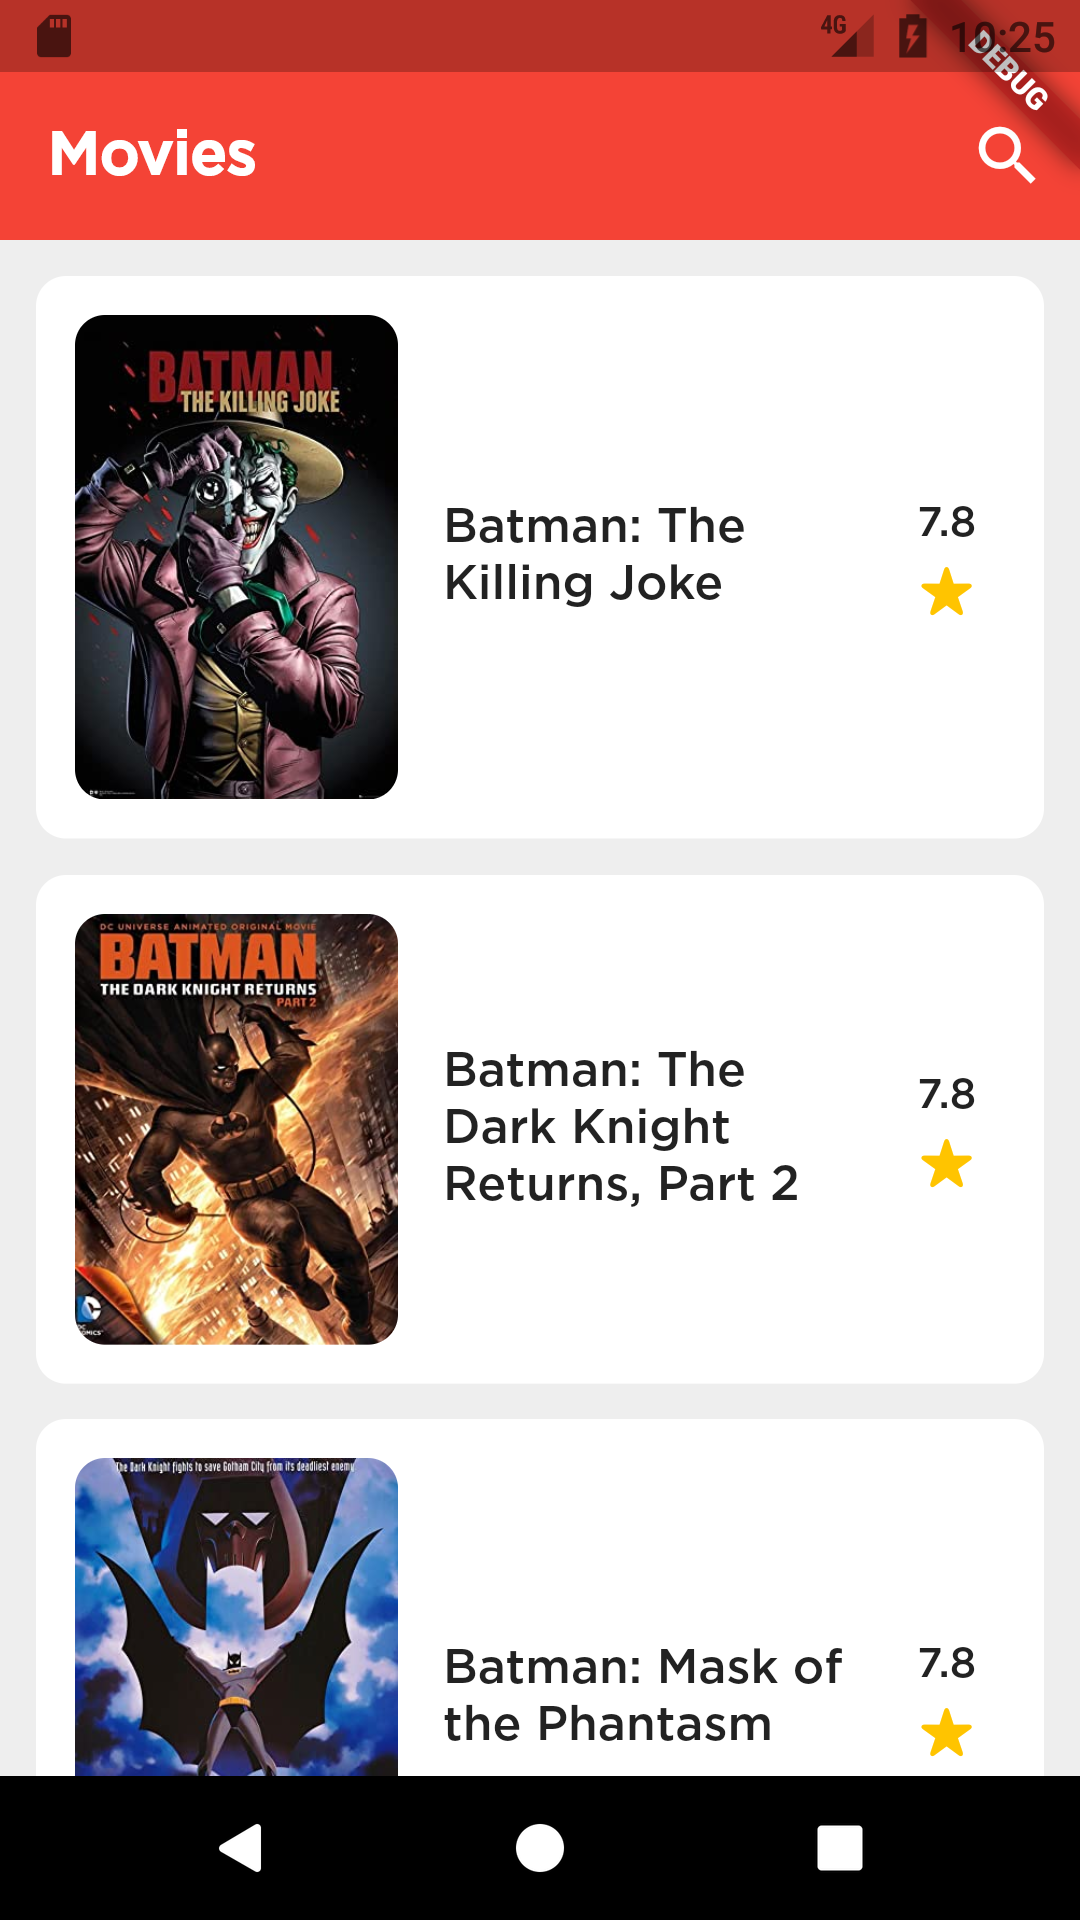 4G
10:25
DEBUG
Movies
BATMAN
THE KILLING JOKE
Batman: The
Killing Joke
7.8
DC UNIVERSE ANIMATED ORIGINAL MOVIE
BATMAN
THE DARK KNIGHT RETURNS
PART 2
Batman: The
Dark Knight
Returns, Part 2
7.8
The Dark Knight fights to save Gotham City from its deadliest enemy
Batman: Mask of
the Phantasm
7.8